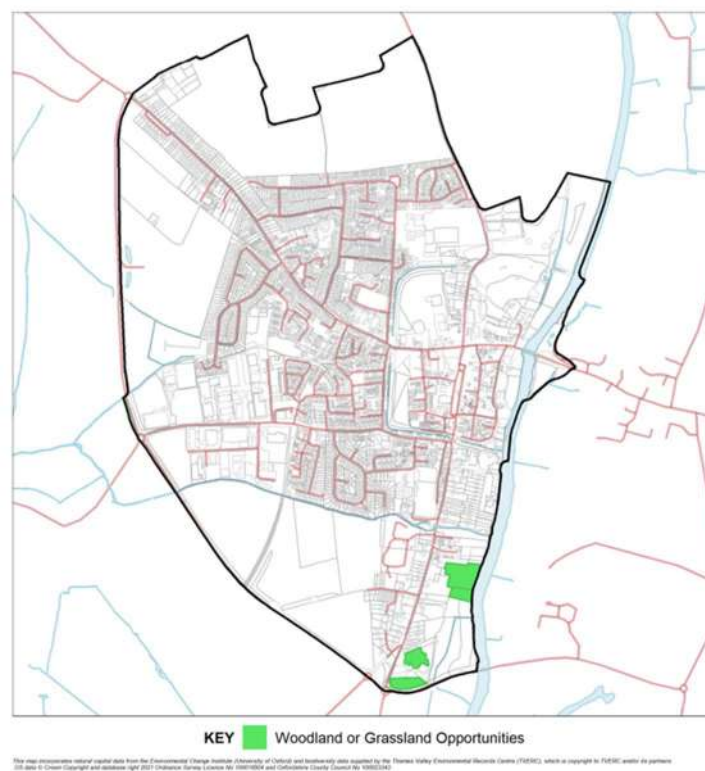 KEY Woodland or Grassland Opportunities
This map incorporates natural capital data from the Environmental Change Institute (University of Oxford) and biodiversity data supplied by the Thames Valley Environmental Records Centre (TVERC), which is copyright to TVERC and/or its partners.
OS data © Crown Copyright and database right 2021 Ordnance Survey Licence No and Oxfordshire County Council No